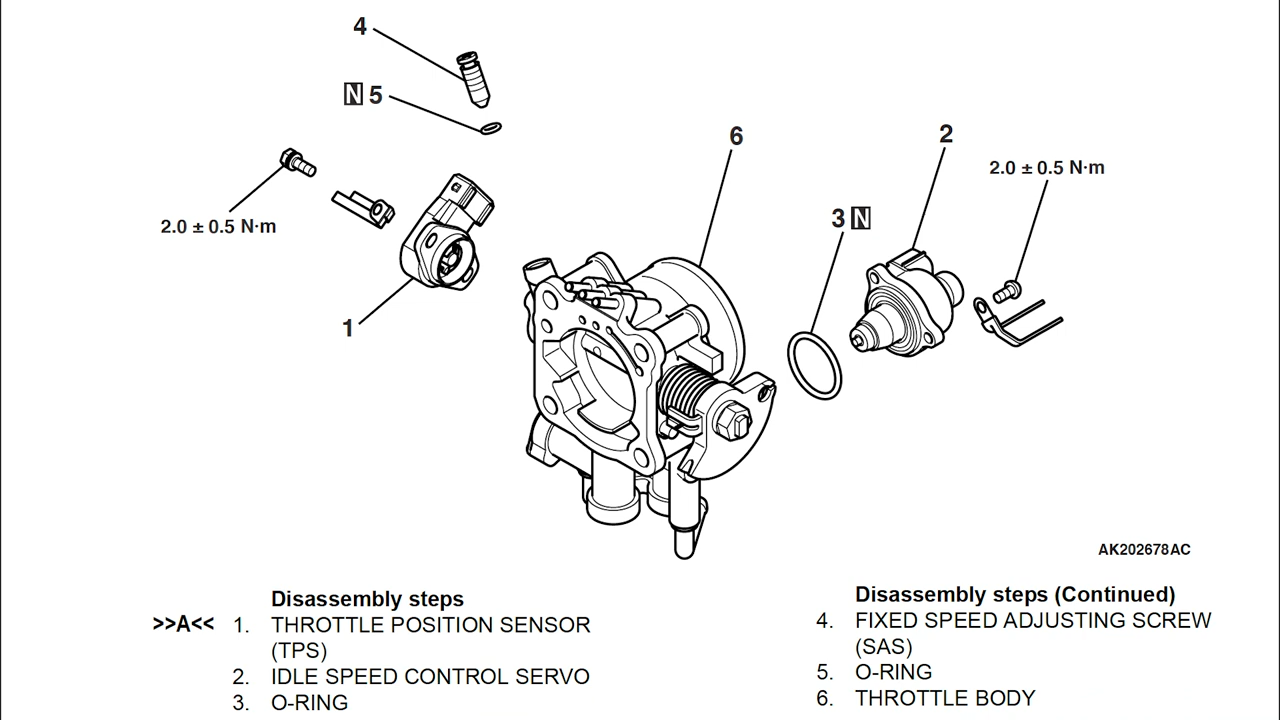 4
N 5
6
2
2.0 ± 0.5 N·m
3 N
2.0 ± 0.5 N·m
1
AK202678AC
Disassembly steps
>>A<< 1. THROTTLE POSITION SENSOR
(TPS)
2. IDLE SPEED CONTROL SERVO
3. O-RING
Disassembly steps (Continued)
4. FIXED SPEED ADJUSTING SCREW
(SAS)
5. O-RING
6. THROTTLE BODY